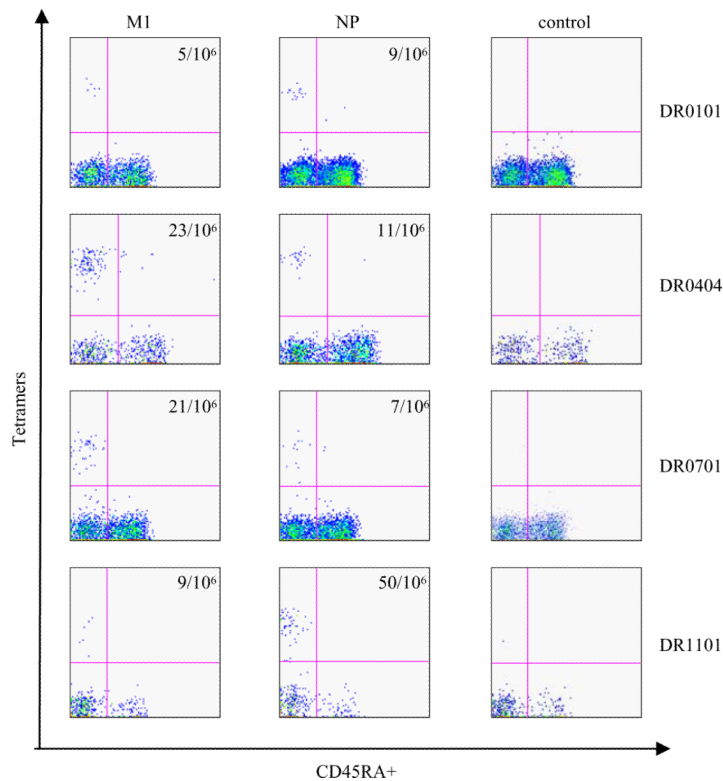 M1 NP control
5/10⁶ 9/10⁶ DR0101
23/10⁶ 11/10⁶ DR0404
21/10⁶ 7/10⁶ DR0701
9/10⁶ 50/10⁶ DR1101
Tetramers
CD45RA+